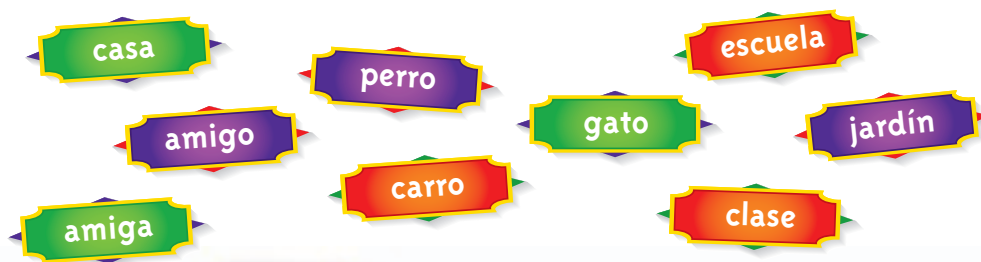 casa
perro
escuela
amigo
gato
jardín
amiga
carro
clase